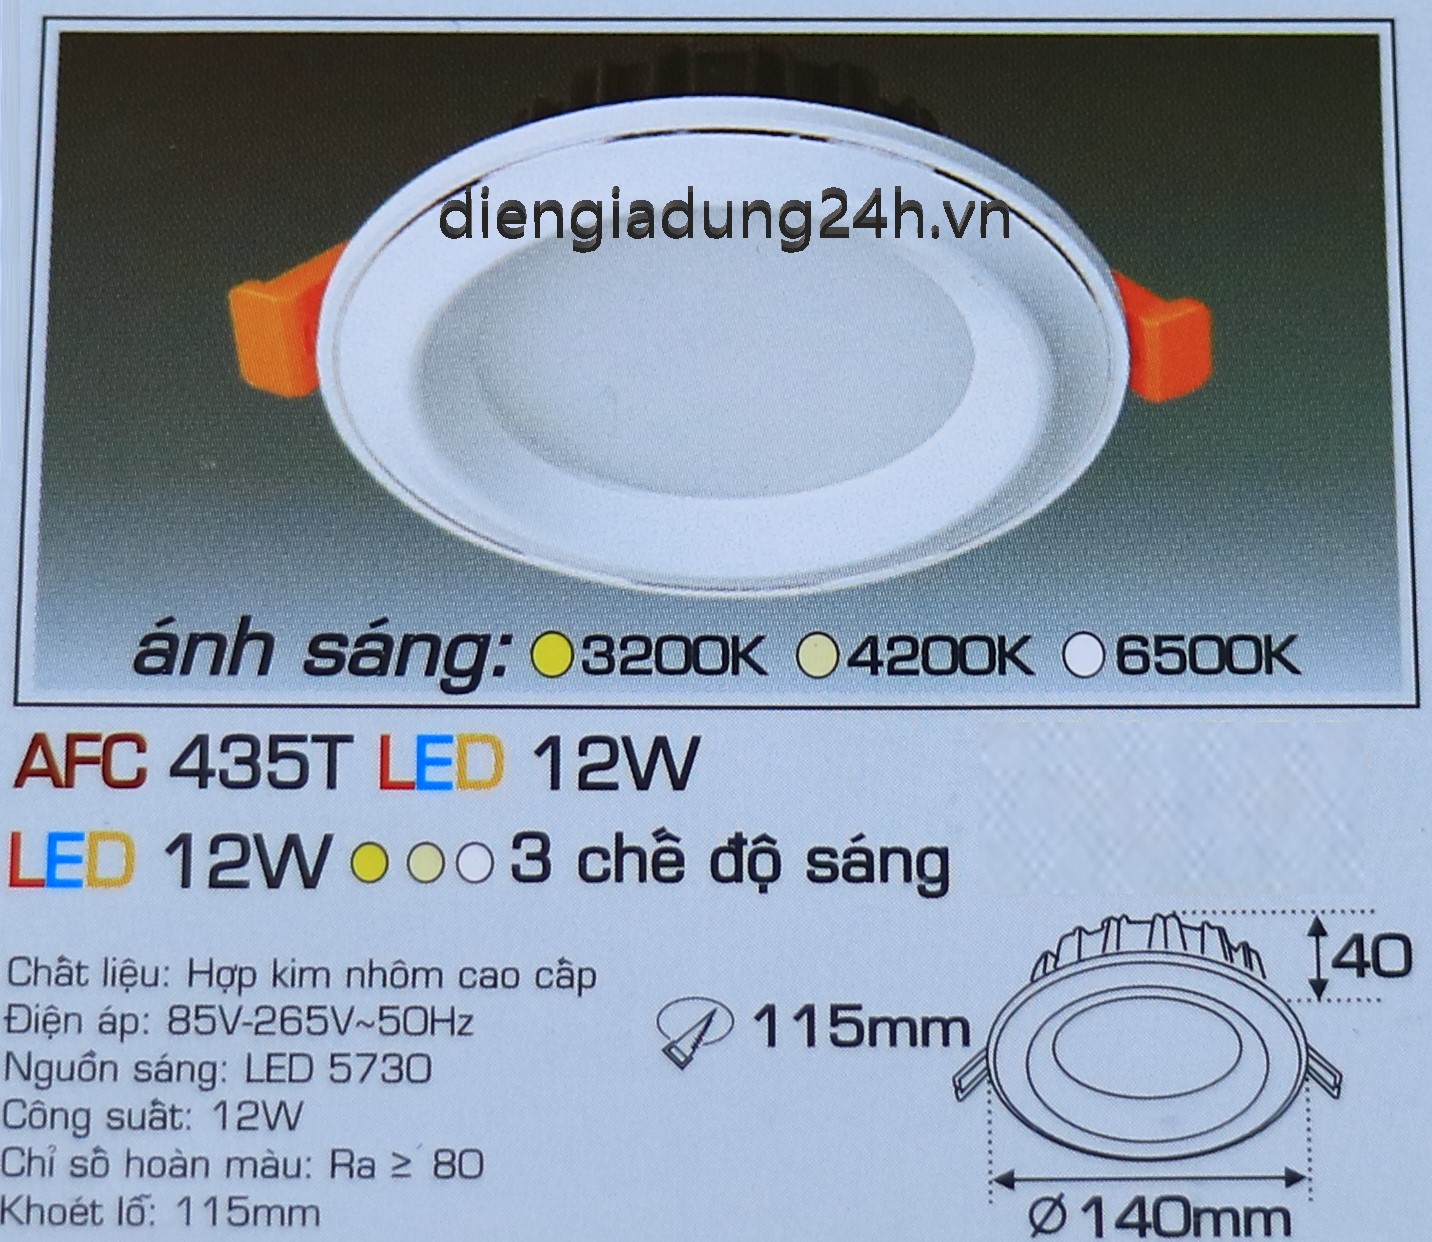 diengiadung24h.vn
ánh sáng: 3200K 4200K 6500K
AFC 435T LED 12W
LED 12W 3 chế độ sáng
Chất liệu: Hợp kim nhôm cao cấp
Điện áp: 85V-265V~50Hz
Nguồn sáng: LED 5730
Công suất: 12W
Chỉ số hoàn màu: Ra ≥ 80
Khoét lỗ: 115mm
115mm
40
Ø140mm